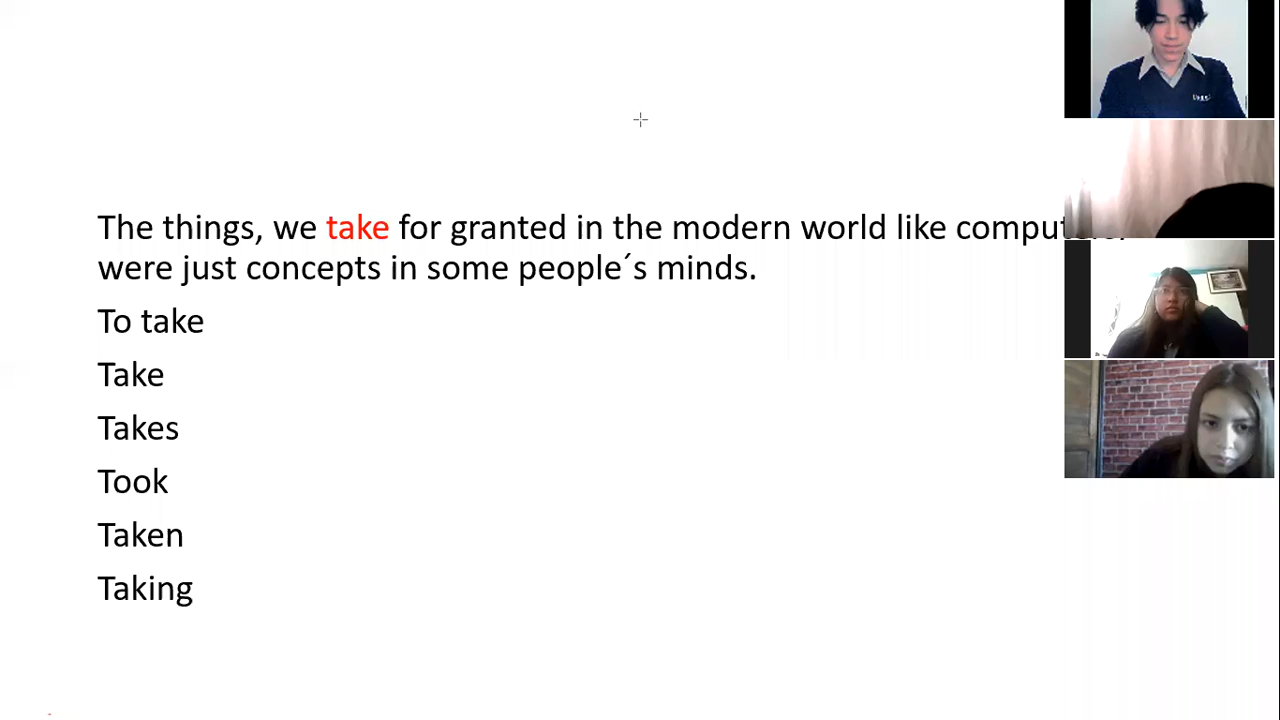 The things, we take for granted in the modern world like
were just concepts in some people´s minds.
To take
Take
Takes
Took
Taken
Taking